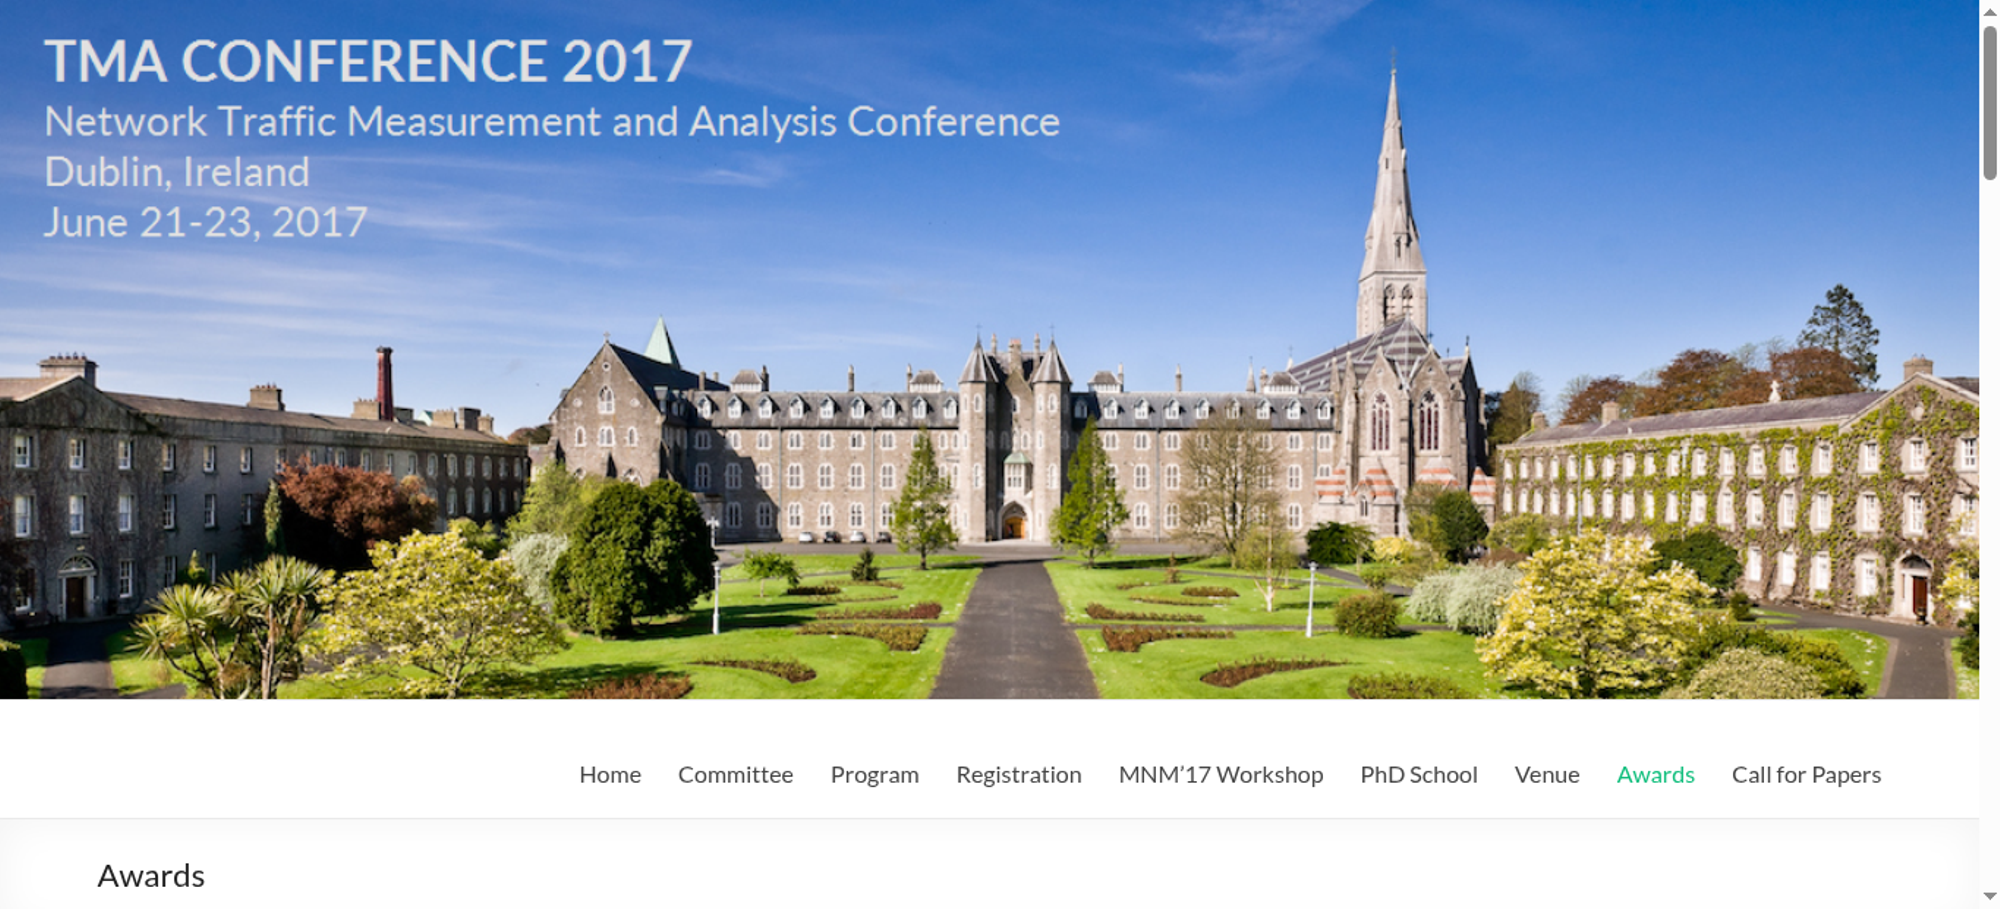 TMA CONFERENCE 2017
Network Traffic Measurement and Analysis Conference
Dublin, Ireland
June 21-23, 2017
Home Committee Program Registration MNM’17 Workshop PhD School Venue Awards Call for Papers
Awards